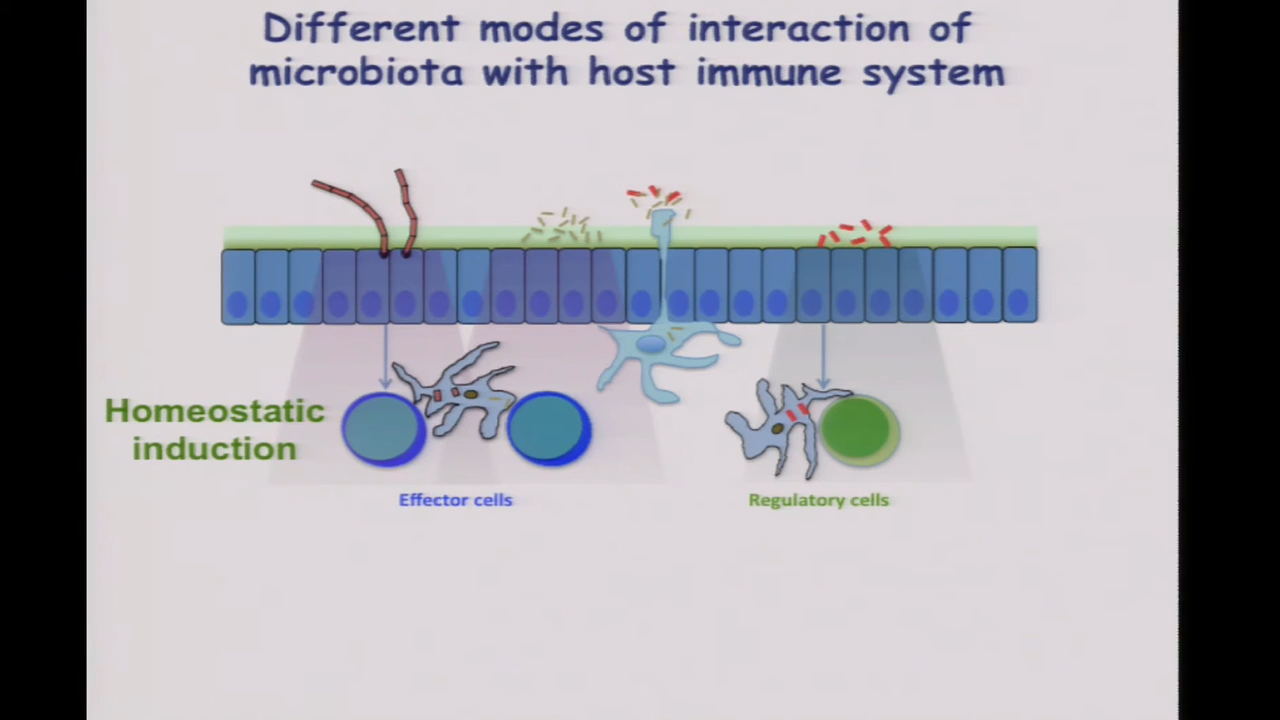 Different modes of interaction of
microbiota with host immune system
Homeostatic
induction
Effector cells
Regulatory cells